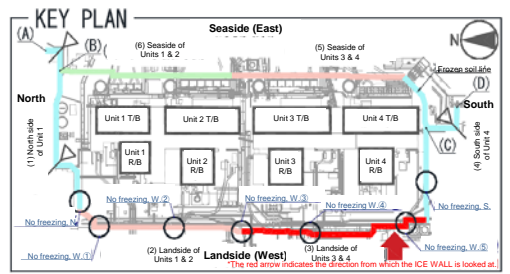 KEY PLAN
Seaside (East)
(A)
(B)
(6) Seaside of
Units 1 & 2
(5) Seaside of
Units 3 & 4
N
Frozen soil line
(D)
North
South
Unit 1 T/B
Unit 2 T/B
Unit 3 T/B
Unit 4 T/B
(1) North side
of Unit 1
(C)
(4) South side
of Unit 4
Unit 1
R/B
Unit 2
R/B
Unit 3
R/B
Unit 4
R/B
No freezing, W.②
No freezing, W.③
No freezing, W.④
No freezing, S.
No freezing, N.
No freezing, W.①
(2) Landside of
Units 1 & 2
Landside (West)
(3) Landside of
Units 3 & 4
No freezing, W.⑤
*The red arrow indicates the direction from which the ICE WALL is looked at.